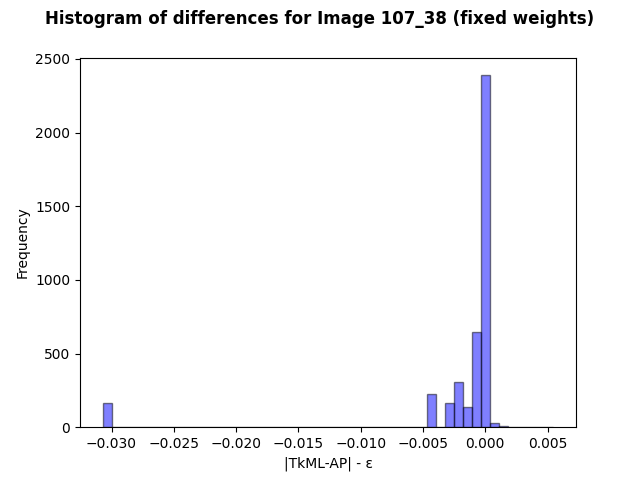 Histogram of differences for Image 107_38 (fixed weights)
2500
2000
1500
1000
500
0
Frequency
−0.030 −0.025 −0.020 −0.015 −0.010 −0.005 0.000 0.005
|TkML-AP| - ε